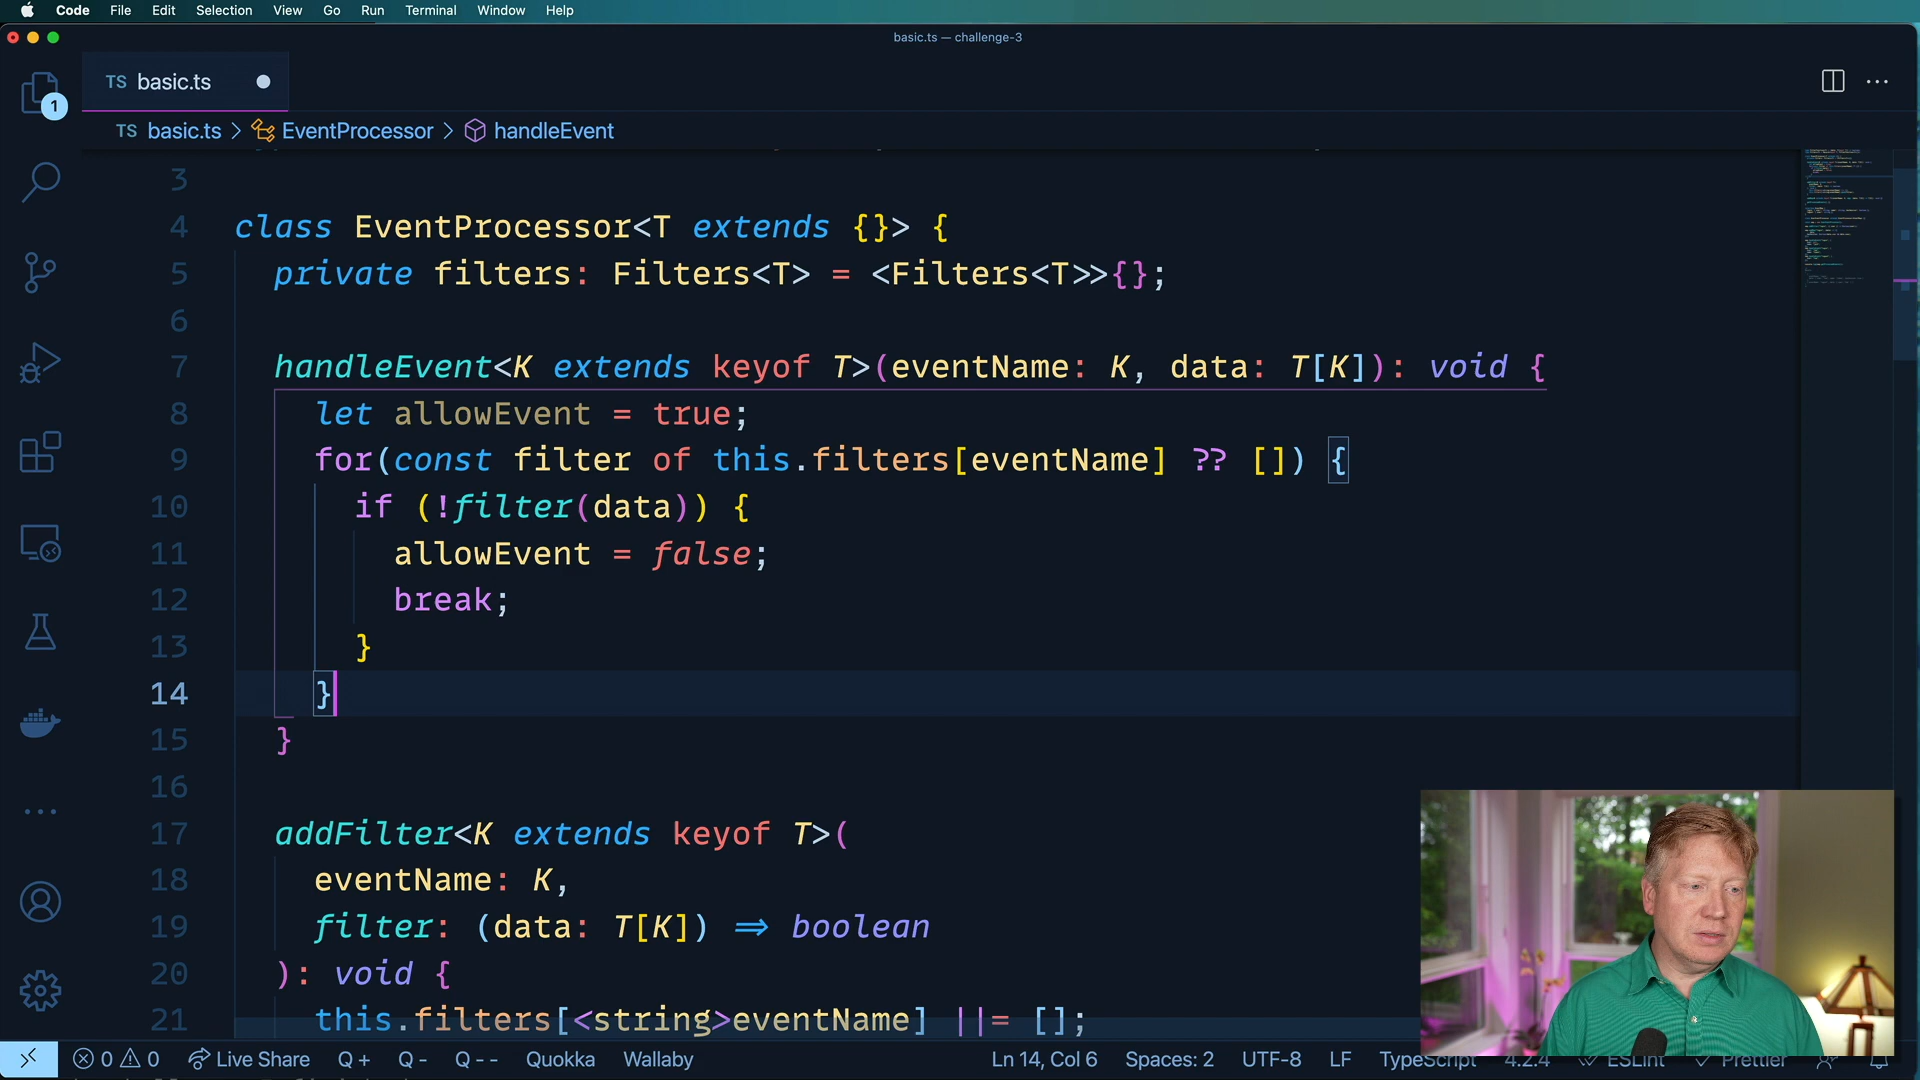 Code File Edit Selection View Go Run Terminal Window Help
basic.ts — challenge-3
TS basic.ts
1
TS basic.ts > EventProcessor > handleEvent
3
4 class EventProcessor<T extends {}> {
5 private filters: Filters<T> = <Filters<T>>{};
6
7 handleEvent<K extends keyof T>(eventName: K, data: T[K]): void {
8 let allowEvent = true;
9 for(const filter of this.filters[eventName] ?? []) {
10 if (!filter(data)) {
11 allowEvent = false;
12 break;
13 }
14 }
15 }
16
17 addFilter<K extends keyof T>(
18 eventName: K,
19 filter: (data: T[K]) => boolean
20 ): void {
21 this.filters[<string>eventName] ||= [];
0 0 Live Share Q + Q - Q -- Quokka Wallaby Ln 14, Col 6 Spaces: 2 UTF-8 LF TypeScript 4.2.4 ESLint Prettier